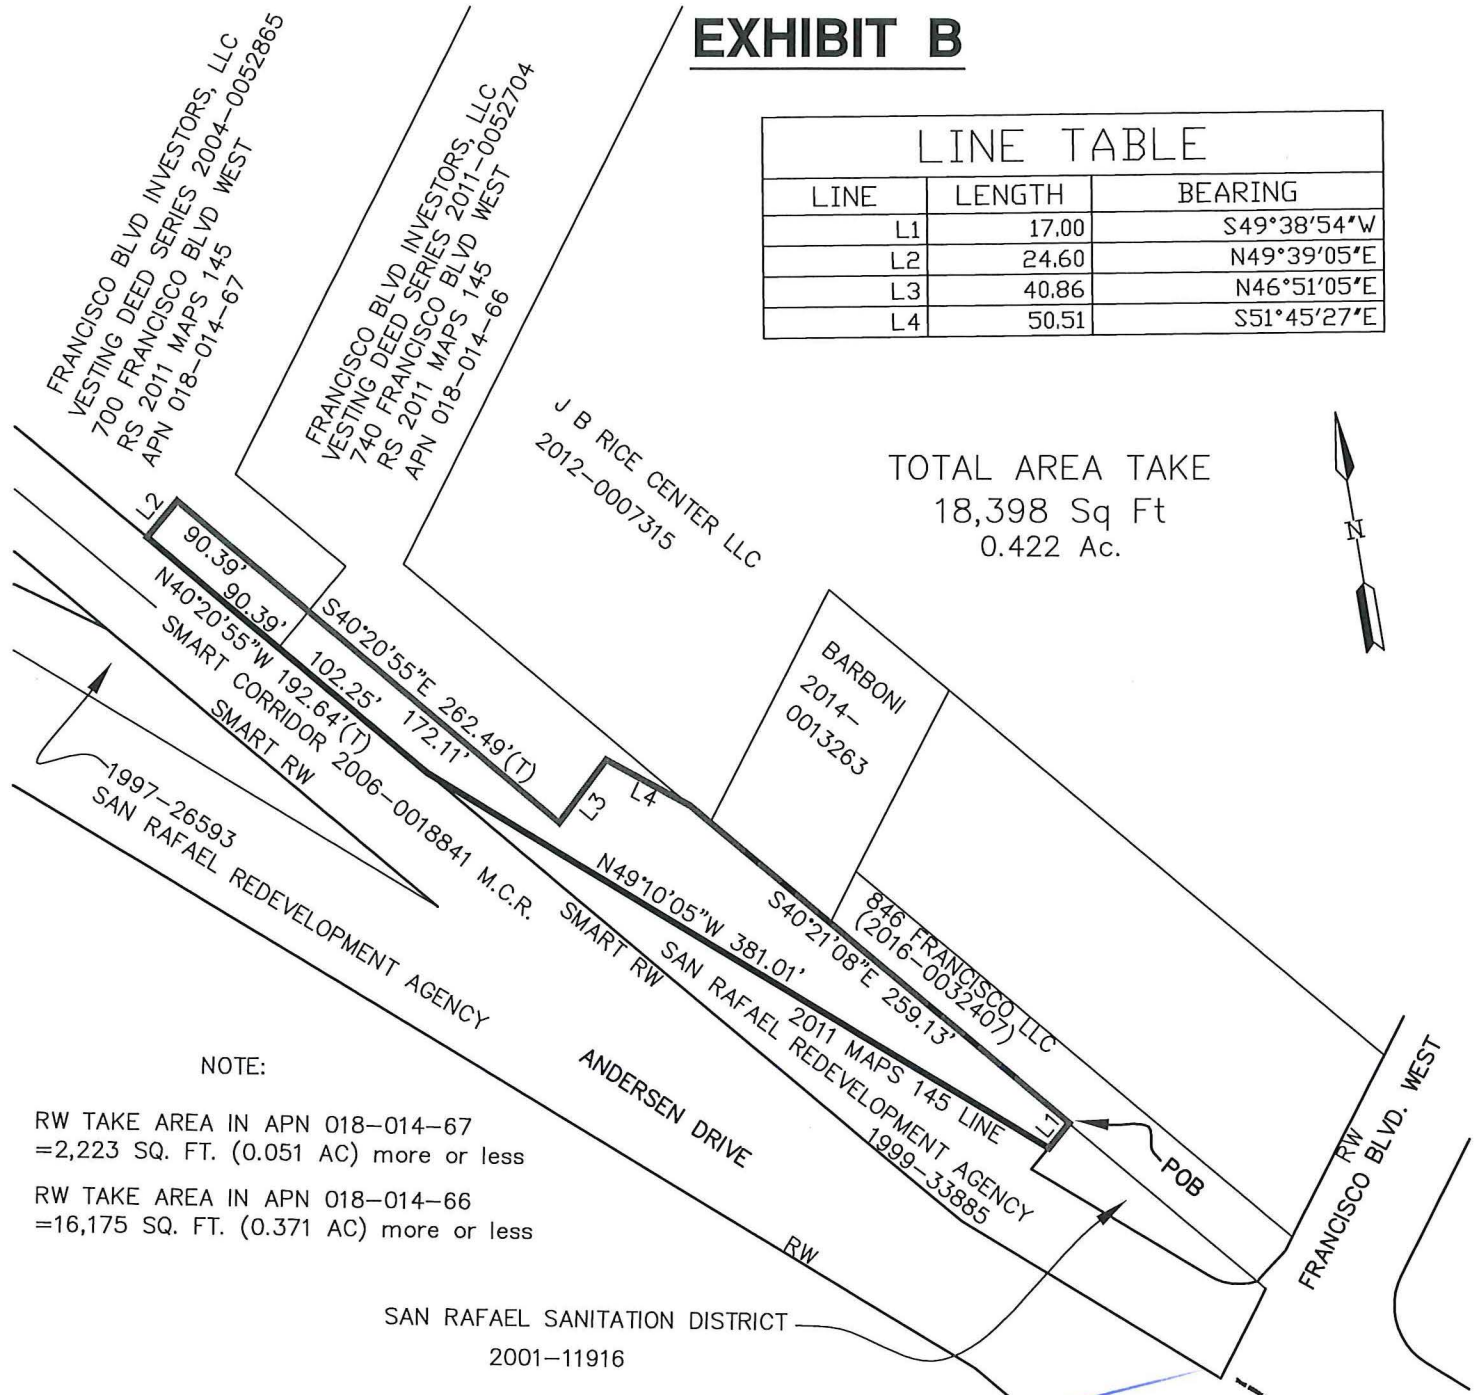 EXHIBIT B
FRANCISCO BLVD INVESTORS, LLC
VESTING DEED SERIES 2004-0052865
700 FRANCISCO BLVD WEST
RS 2011 MAPS 145
APN 018-014-67
FRANCISCO BLVD INVESTORS, LLC
VESTING DEED SERIES 2011-0052704
740 FRANCISCO BLVD WEST
RS 2011 MAPS 145
APN 018-014-66
LINE TABLE
LINE LENGTH BEARING
L1 17.00 S49°38'54"W
L2 24.60 N49°39'05"E
L3 40.86 N46°51'05"E
L4 50.51 S51°45'27"E
J B RICE CENTER LLC
2012-0007315
TOTAL AREA TAKE
18,398 Sq Ft
0.422 Ac.
N
L2
90.39'
90.39'
S40°20'55"E 262.49'(T)
102.25'
172.11'
N40°20'55"W 192.64'(T)
SMART CORRIDOR 2006-0018841 M.C.R.
SMART RW
SMART RW
BARBONI
2014-
0013263
L3
L4
1997-26593
SAN RAFAEL REDEVELOPMENT AGENCY
N49°10'05"W 381.01'
S40°21'08"E 259.13'
846 FRANCISCO LLC
(2016-0032407)
2011 MAPS 145 LINE
SAN RAFAEL REDEVELOPMENT AGENCY
1999-33885
L1
POB
ANDERSEN DRIVE
RW
RW
FRANCISCO BLVD. WEST
NOTE:
RW TAKE AREA IN APN 018-014-67
=2,223 SQ. FT. (0.051 AC) more or less
RW TAKE AREA IN APN 018-014-66
=16,175 SQ. FT. (0.371 AC) more or less
SAN RAFAEL SANITATION DISTRICT
2001-11916